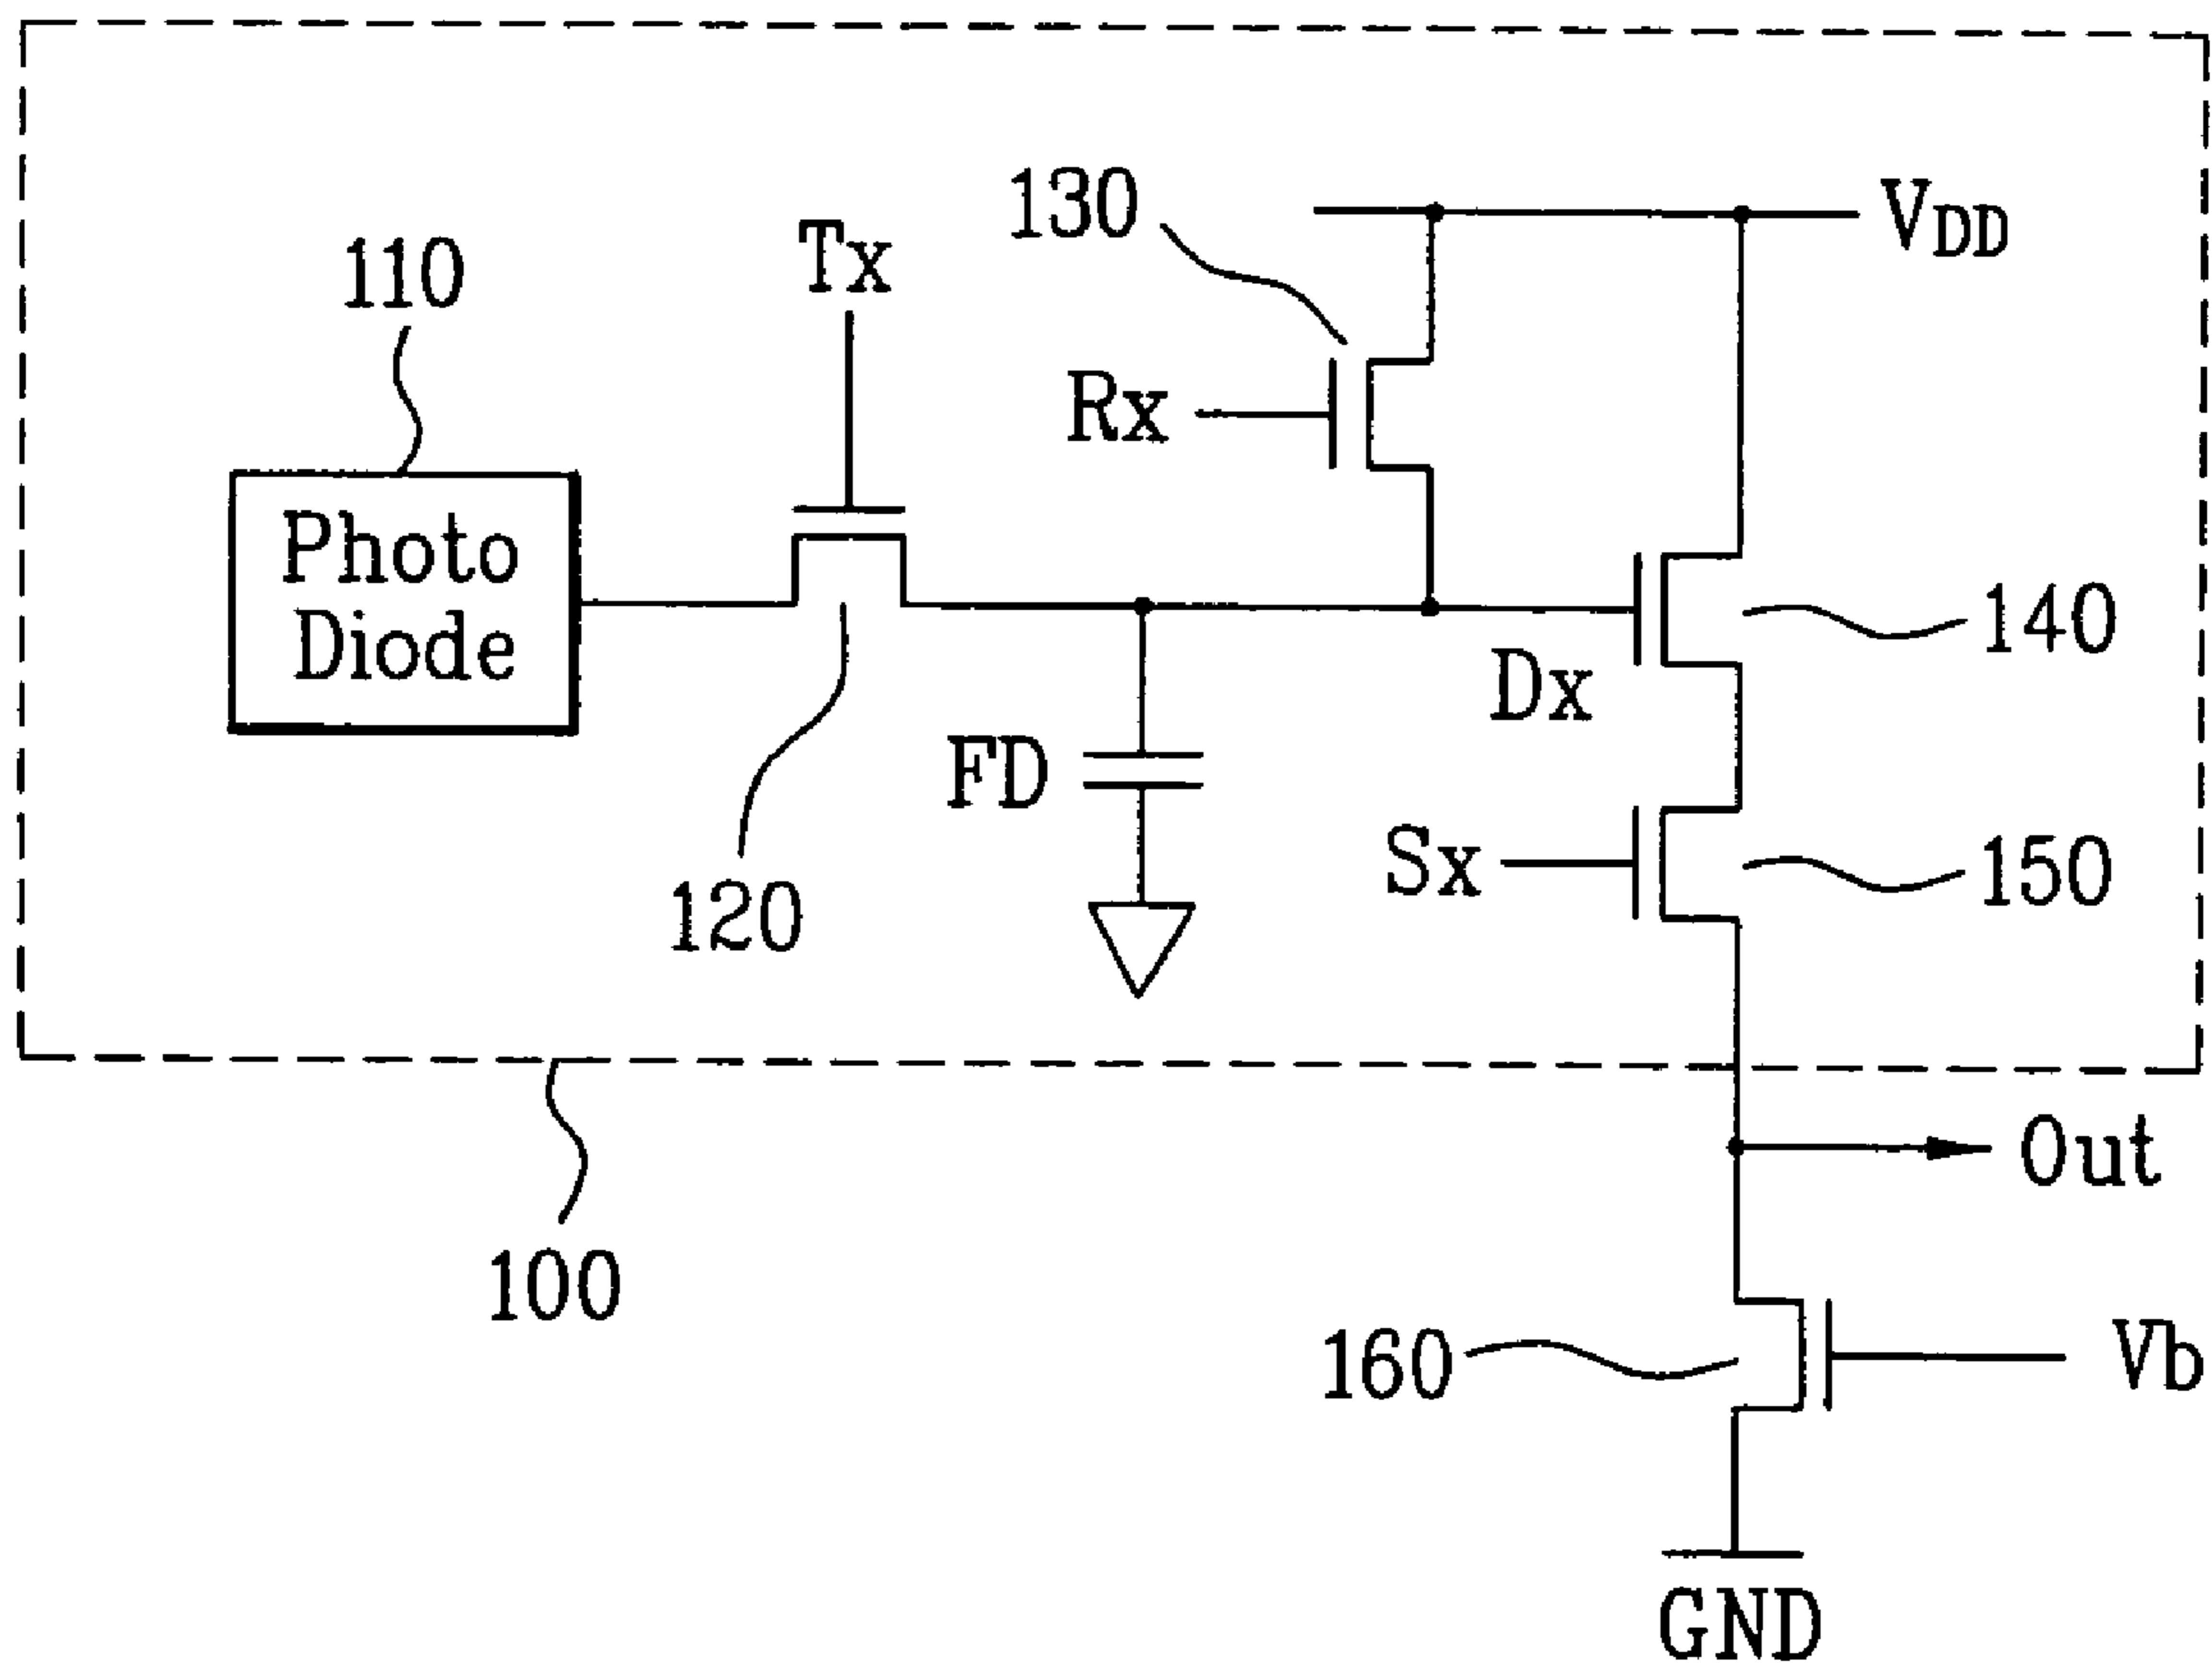 130
VDD
Tx
110
Rx
Photo
Diode
140
Dx
FD
Sx
150
120
Out
100
160
Vb
GND